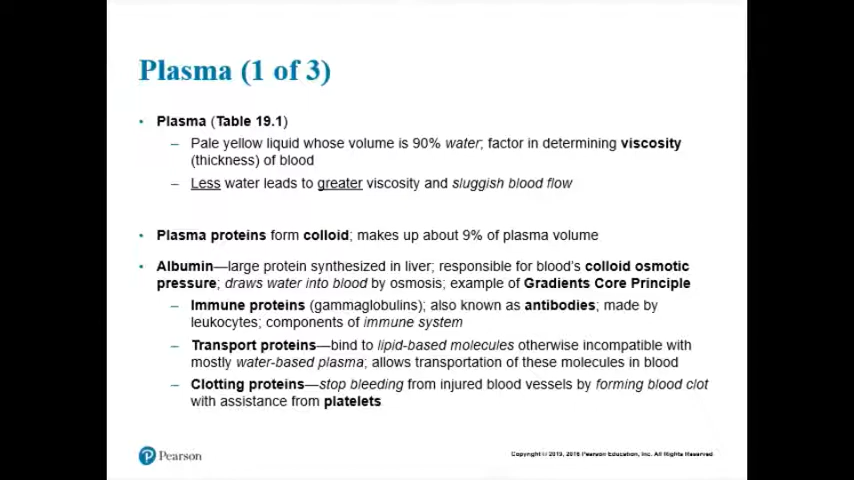 Plasma (1 of 3)
• Plasma (Table 19.1)
– Pale yellow liquid whose volume is 90% water; factor in determining viscosity
(thickness) of blood
– Less water leads to greater viscosity and sluggish blood flow
• Plasma proteins form colloid; makes up about 9% of plasma volume
• Albumin—large protein synthesized in liver; responsible for blood's colloid osmotic
pressure; draws water into blood by osmosis; example of Gradients Core Principle
– Immune proteins (gammaglobulins); also known as antibodies; made by
leukocytes; components of immune system
– Transport proteins—bind to lipid-based molecules otherwise incompatible with
mostly water-based plasma; allows transportation of these molecules in blood
– Clotting proteins—stop bleeding from injured blood vessels by forming blood clot
with assistance from platelets
P Pearson
Copyright © 2019, 2016 Pearson Education, Inc. All Rights Reserved